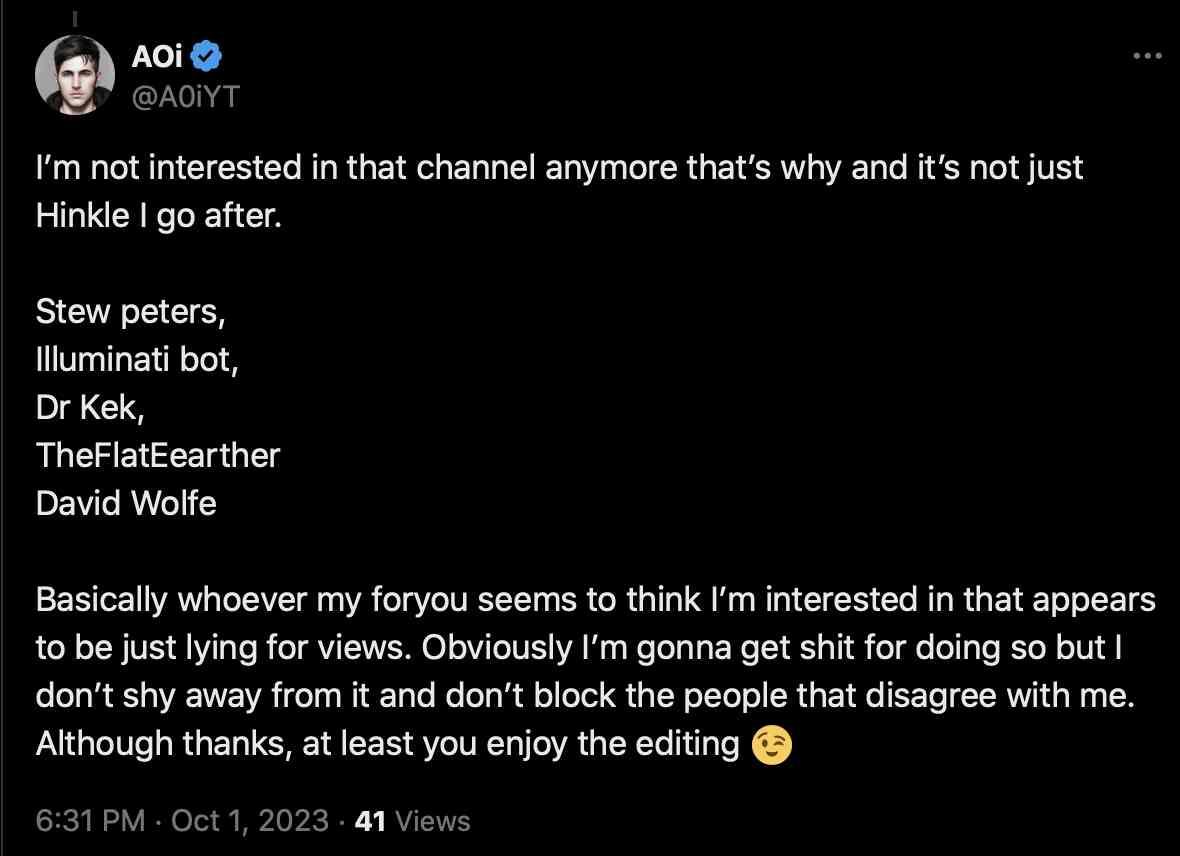 AOi
@A0iYT
I’m not interested in that channel anymore that’s why and it’s not just
Hinkle I go after.
Stew peters,
Illuminati bot,
Dr Kek,
TheFlatEearther
David Wolfe
Basically whoever my foryou seems to think I’m interested in that appears
to be just lying for views. Obviously I’m gonna get shit for doing so but I
don’t shy away from it and don’t block the people that disagree with me.
Although thanks, at least you enjoy the editing 😉
6:31 PM · Oct 1, 2023 · 41 Views